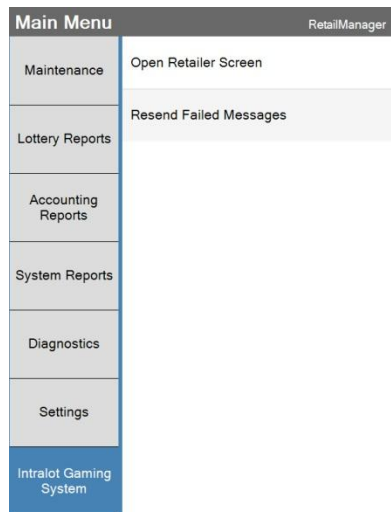 Main Menu
RetailManager
Maintenance
Open Retailer Screen
Resend Failed Messages
Lottery Reports
Accounting
Reports
System Reports
Diagnostics
Settings
Intralot Gaming
System